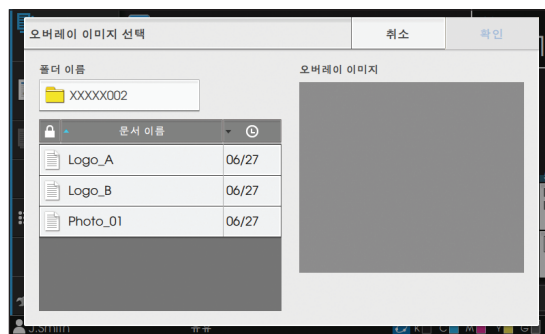 오버레이 이미지 선택
취소
확인
폴더 이름
XXXXX002
오버레이 이미지
문서 이름
Logo_A
06/27
Logo_B
06/27
Photo_01
06/27
J.Smith
K
C
M
Y
G